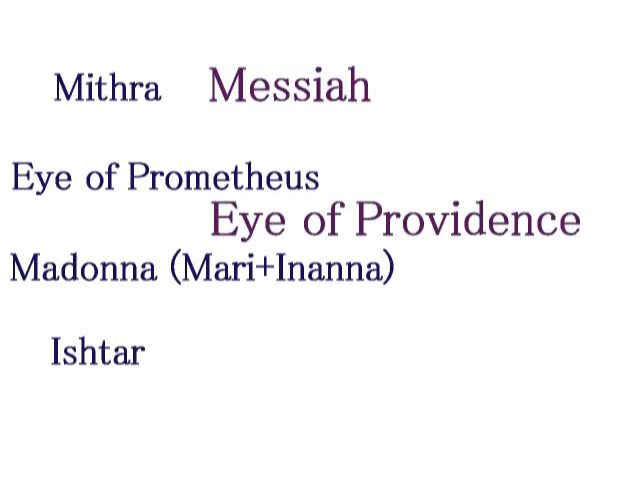 Mithra Messiah
Eye of Prometheus
Eye of Providence
Madonna (Mari+Inanna)
Ishtar